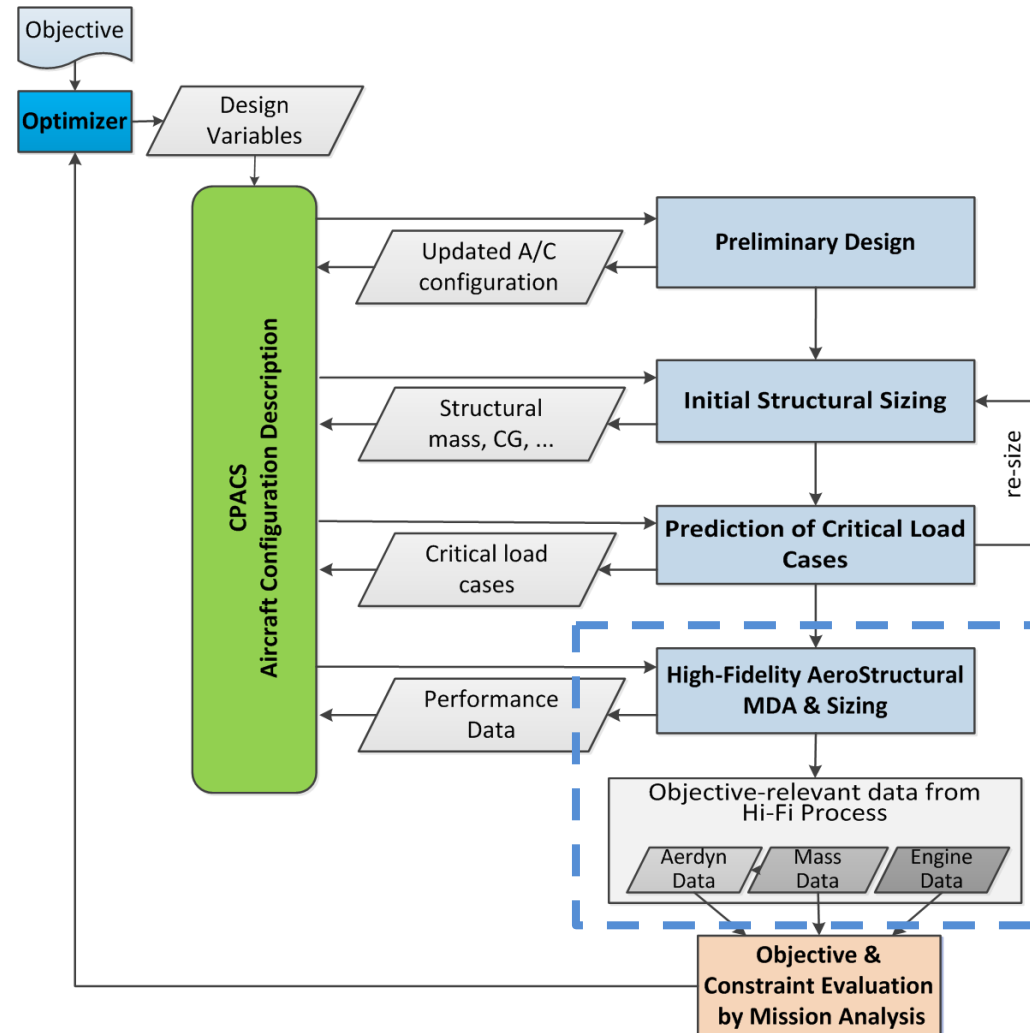 Objective
Optimizer
Design
Variables
Preliminary Design
Updated A/C
configuration
CPACS
Aircraft Configuration Description
Initial Structural Sizing
Structural
mass, CG, ...
re-size
Prediction of Critical Load
Cases
Critical load
cases
High-Fidelity AeroStructural
MDA & Sizing
Performance
Data
Objective-relevant data from
Hi-Fi Process
Aerdyn
Data
Mass
Data
Engine
Data
Objective &
Constraint Evaluation
by Mission Analysis